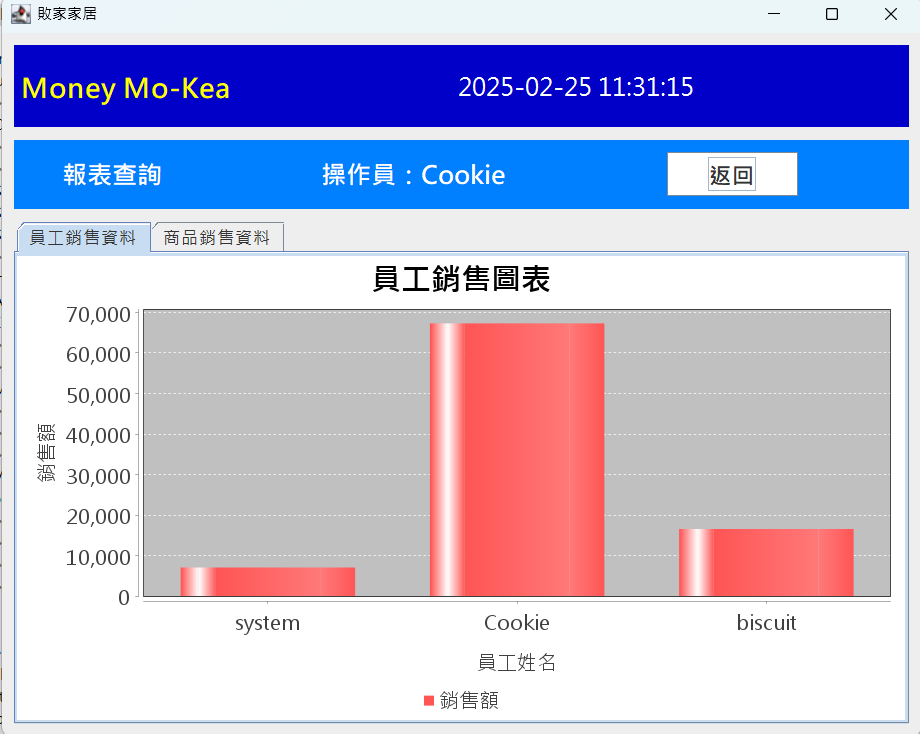 敗家家居
Money Mo-Kea
2025-02-25 11:31:15
報表查詢
操作員：Cookie
返回
員工銷售資料
商品銷售資料
員工銷售圖表
銷售額
70,000
60,000
50,000
40,000
30,000
20,000
10,000
0
system
Cookie
biscuit
員工姓名
銷售額